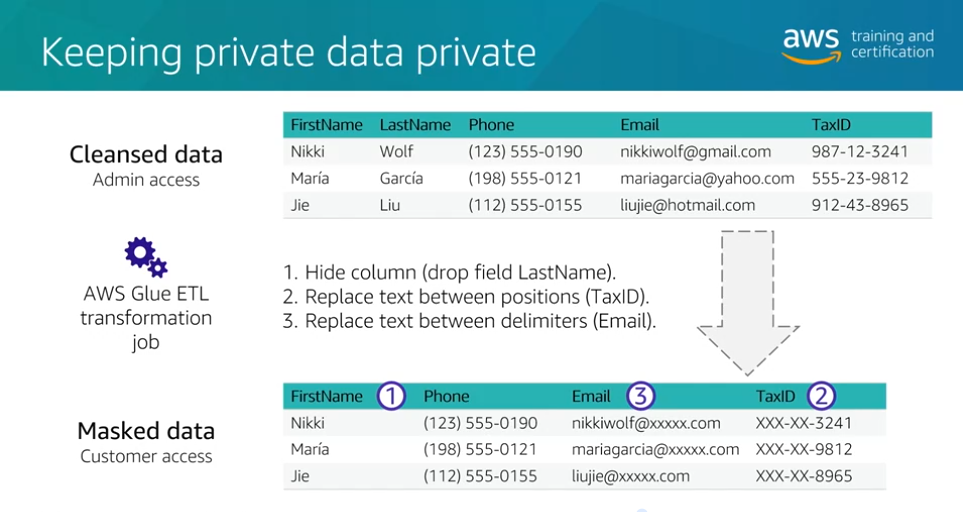 Keeping private data private
aws training and
certification
Cleansed data
Admin access
FirstName LastName Phone Email TaxID
Nikki Wolf (123) 555-0190 nikkiwolf@gmail.com 987-12-3241
María García (198) 555-0121 mariagarcia@yahoo.com 555-23-9812
Jie Liu (112) 555-0155 liujie@hotmail.com 912-43-8965
AWS Glue ETL
transformation
job
1. Hide column (drop field LastName).
2. Replace text between positions (TaxID).
3. Replace text between delimiters (Email).
Masked data
Customer access
FirstName 1 Phone Email 3 TaxID 2
Nikki (123) 555-0190 nikkiwolf@xxxxx.com XXX-XX-3241
María (198) 555-0121 mariagarcia@xxxxx.com XXX-XX-9812
Jie (112) 555-0155 liujie@xxxxx.com XXX-XX-8965